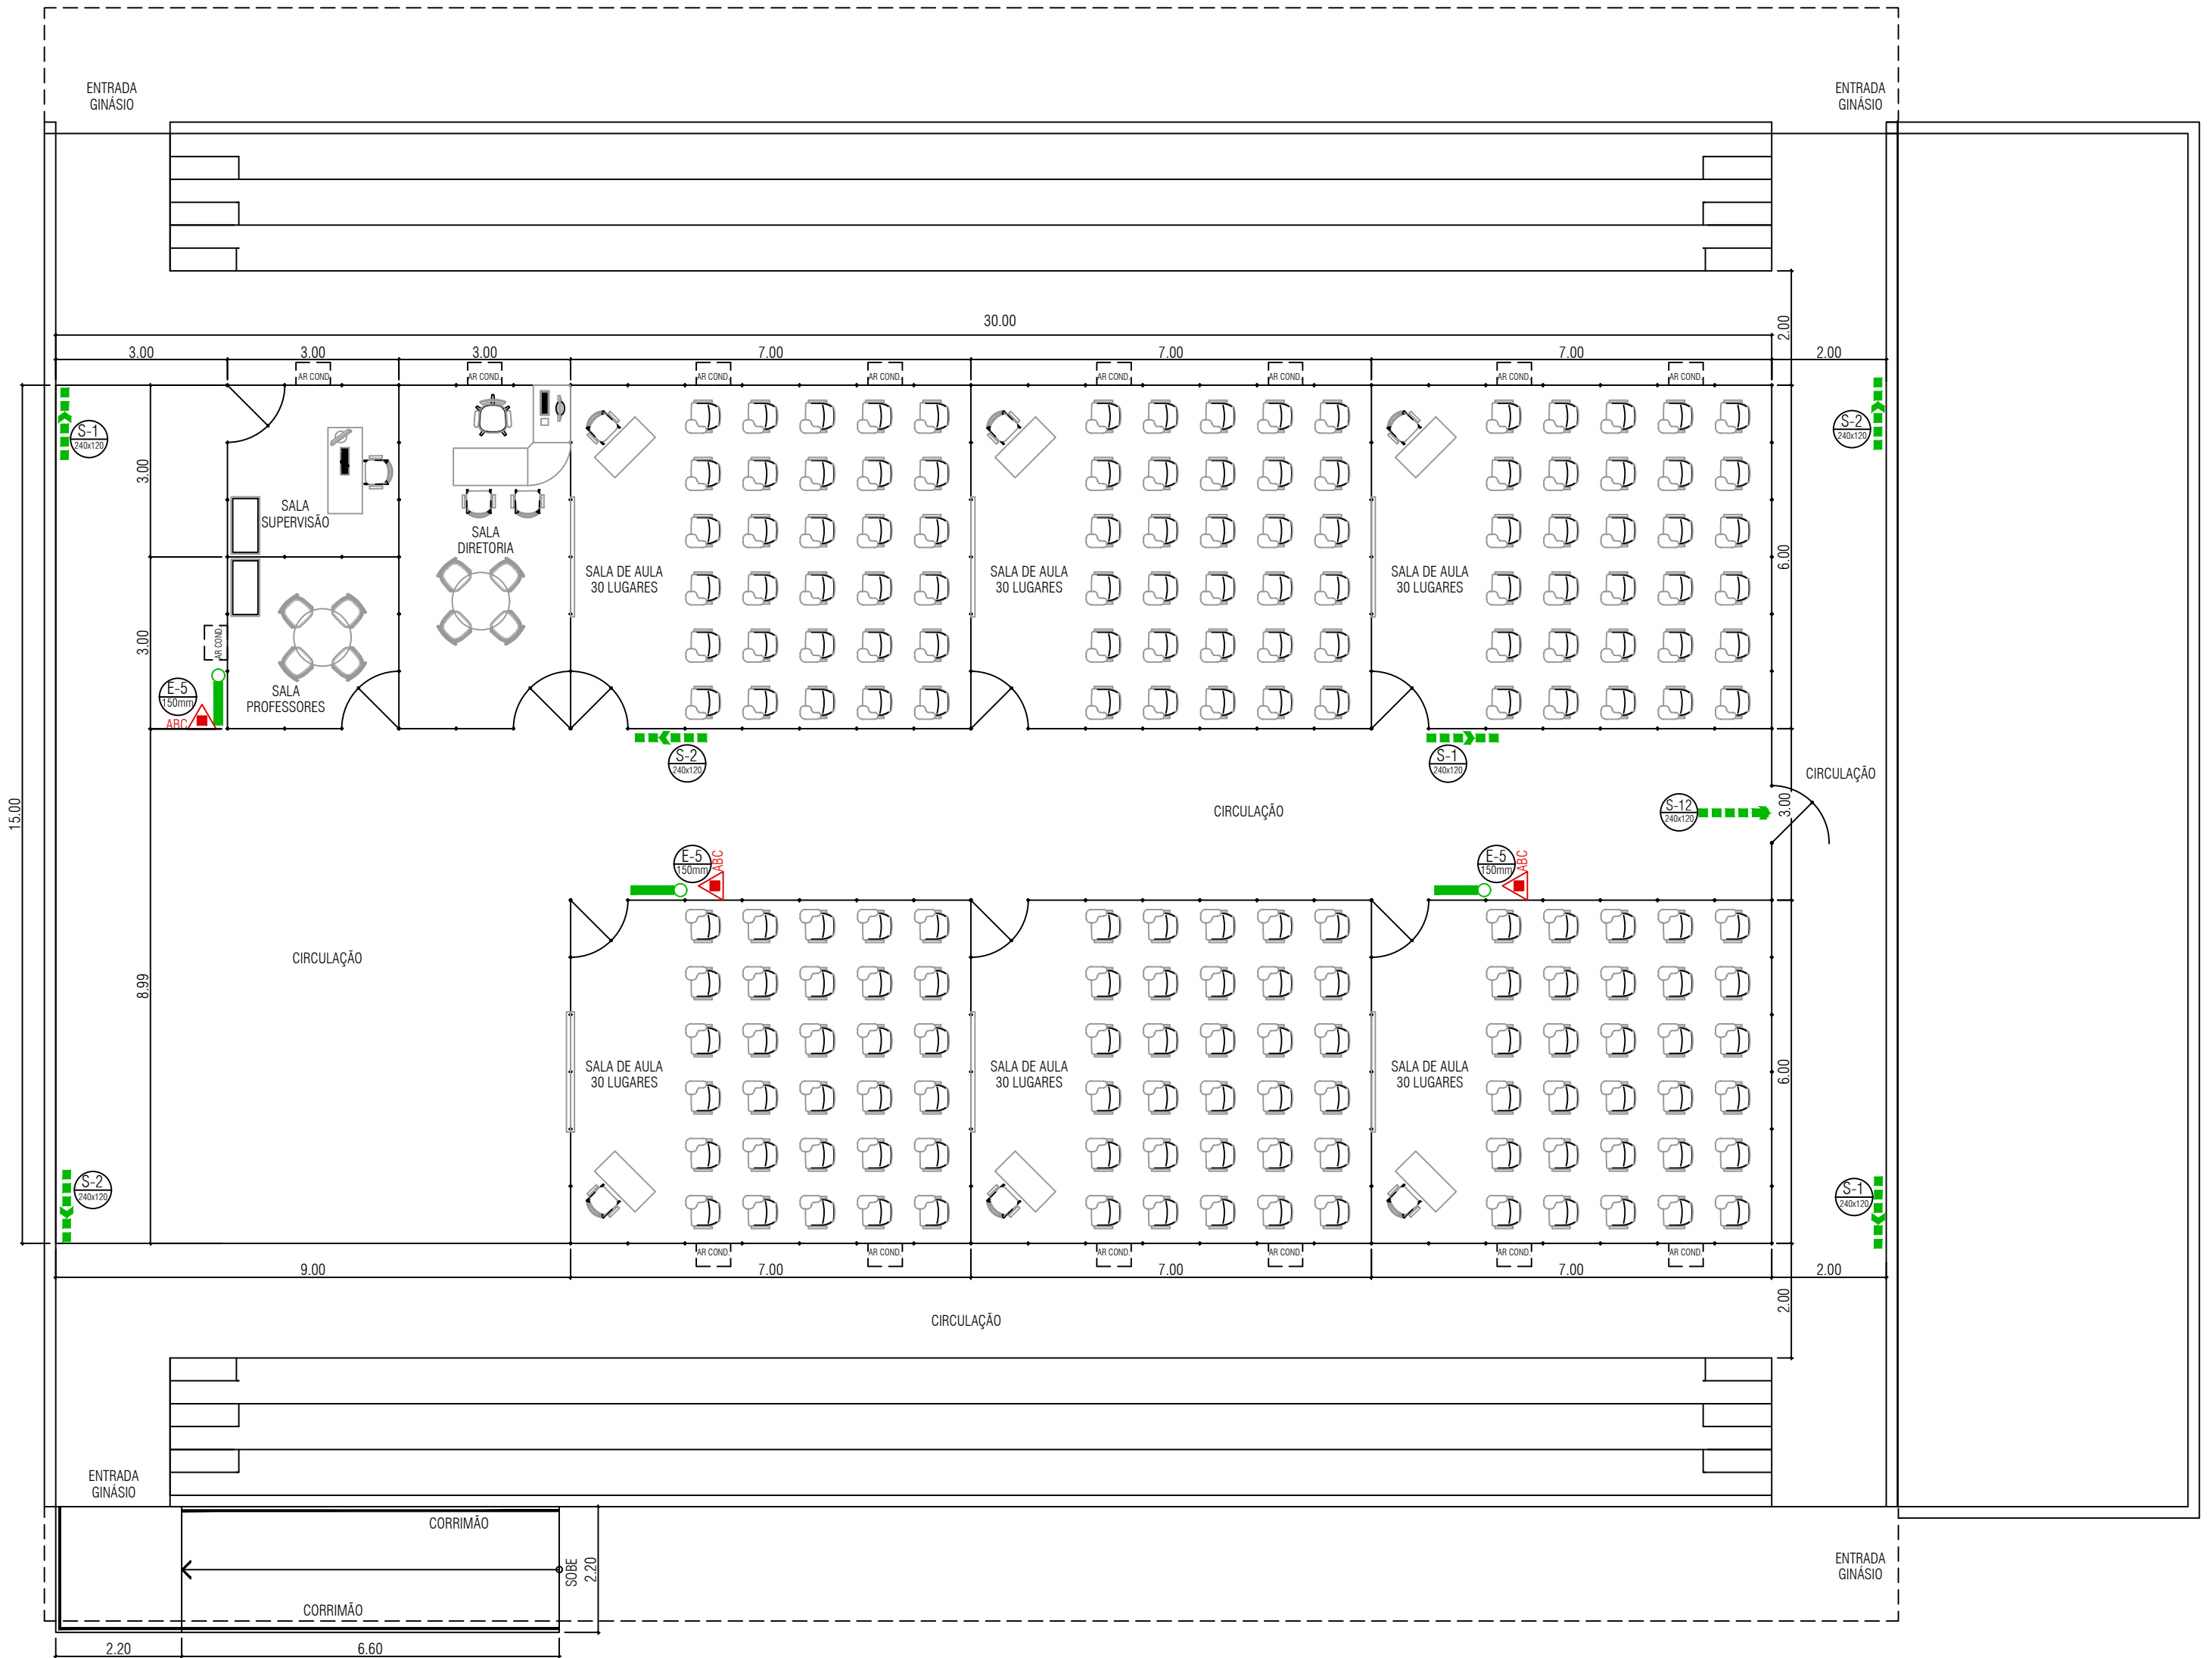 ENTRADA
GINÁSIO
ENTRADA
GINÁSIO
30.00
2.00
3.00
3.00
3.00
7.00
7.00
7.00
2.00
AR COND.
AR COND.
AR COND.
AR COND.
AR COND.
AR COND.
AR COND.
AR COND.
S-1
240x120
S-2
240x120
3.00
SALA
SUPERVISÃO
SALA
DIRETORIA
6.00
SALA DE AULA
30 LUGARES
SALA DE AULA
30 LUGARES
SALA DE AULA
30 LUGARES
3.00
AR COND.
E-5
150mm
ABC
SALA
PROFESSORES
S-2
240x120
S-1
240x120
CIRCULAÇÃO
15.00
CIRCULAÇÃO
S-12
240x120
3.00
E-5
150mm
ABC
E-5
150mm
ABC
CIRCULAÇÃO
8.99
SALA DE AULA
30 LUGARES
SALA DE AULA
30 LUGARES
SALA DE AULA
30 LUGARES
6.00
S-2
240x120
S-1
240x120
AR COND.
AR COND.
AR COND.
AR COND.
AR COND.
AR COND.
9.00
7.00
7.00
7.00
2.00
2.00
CIRCULAÇÃO
ENTRADA
GINÁSIO
CORRIMÃO
SOBE
2.20
ENTRADA
GINÁSIO
CORRIMÃO
2.20
6.60